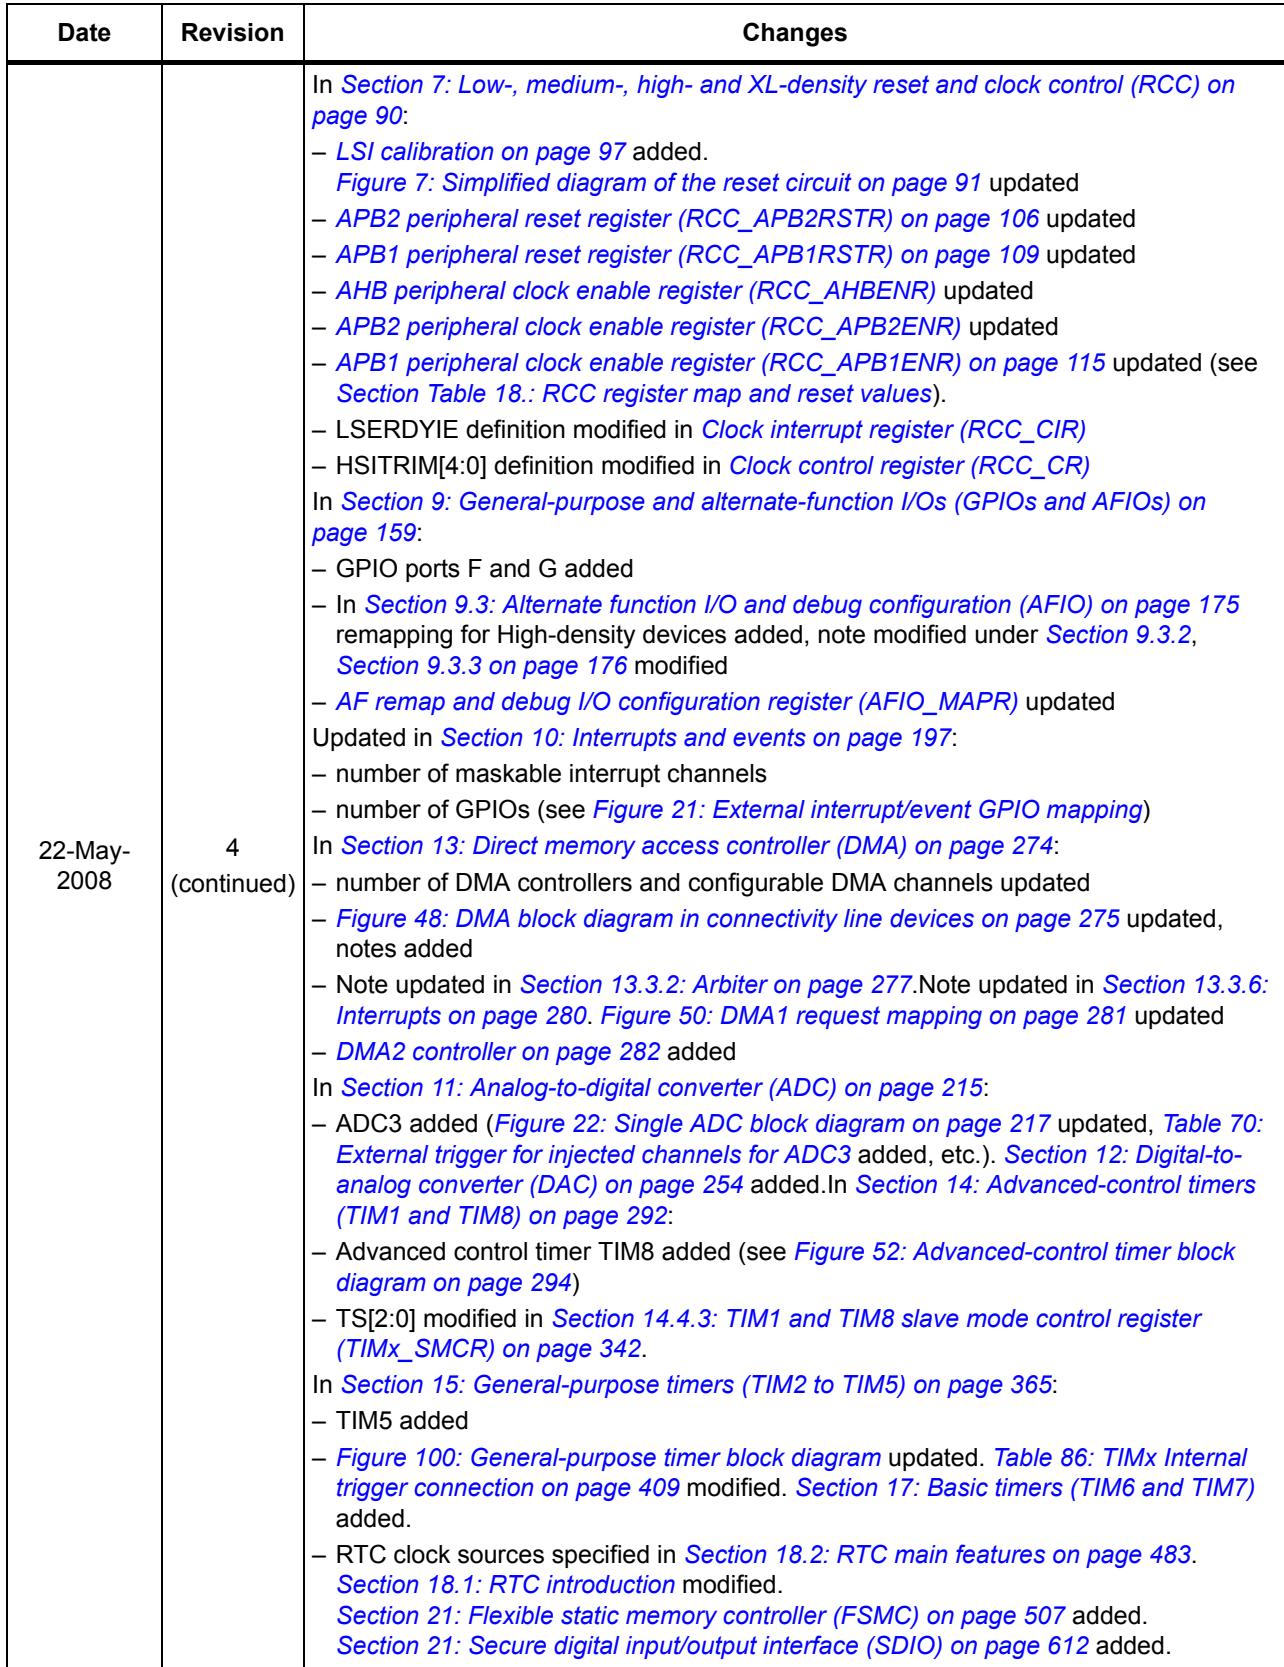 Date Revision Changes
In Section 7: Low-, medium-, high- and XL-density reset and clock control (RCC) on
page 90:
– LSI calibration on page 97 added.
Figure 7: Simplified diagram of the reset circuit on page 91 updated
– APB2 peripheral reset register (RCC_APB2RSTR) on page 106 updated
– APB1 peripheral reset register (RCC_APB1RSTR) on page 109 updated
– AHB peripheral clock enable register (RCC_AHBENR) updated
– APB2 peripheral clock enable register (RCC_APB2ENR) updated
– APB1 peripheral clock enable register (RCC_APB1ENR) on page 115 updated (see
Section Table 18.: RCC register map and reset values).
– LSERDYIE definition modified in Clock interrupt register (RCC_CIR)
– HSITRIM[4:0] definition modified in Clock control register (RCC_CR)
In Section 9: General-purpose and alternate-function I/Os (GPIOs and AFIOs) on
page 159:
– GPIO ports F and G added
– In Section 9.3: Alternate function I/O and debug configuration (AFIO) on page 175
remapping for High-density devices added, note modified under Section 9.3.2,
Section 9.3.3 on page 176 modified
– AF remap and debug I/O configuration register (AFIO_MAPR) updated
Updated in Section 10: Interrupts and events on page 197:
– number of maskable interrupt channels
– number of GPIOs (see Figure 21: External interrupt/event GPIO mapping)
22-May-
2008
4
(continued)
In Section 13: Direct memory access controller (DMA) on page 274:
– number of DMA controllers and configurable DMA channels updated
– Figure 48: DMA block diagram in connectivity line devices on page 275 updated,
notes added
– Note updated in Section 13.3.2: Arbiter on page 277.Note updated in Section 13.3.6:
Interrupts on page 280. Figure 50: DMA1 request mapping on page 281 updated
– DMA2 controller on page 282 added
In Section 11: Analog-to-digital converter (ADC) on page 215:
– ADC3 added (Figure 22: Single ADC block diagram on page 217 updated, Table 70:
External trigger for injected channels for ADC3 added, etc.). Section 12: Digital-to-
analog converter (DAC) on page 254 added.In Section 14: Advanced-control timers
(TIM1 and TIM8) on page 292:
– Advanced control timer TIM8 added (see Figure 52: Advanced-control timer block
diagram on page 294)
– TS[2:0] modified in Section 14.4.3: TIM1 and TIM8 slave mode control register
(TIMx_SMCR) on page 342.
In Section 15: General-purpose timers (TIM2 to TIM5) on page 365:
– TIM5 added
– Figure 100: General-purpose timer block diagram updated. Table 86: TIMx Internal
trigger connection on page 409 modified. Section 17: Basic timers (TIM6 and TIM7)
added.
– RTC clock sources specified in Section 18.2: RTC main features on page 483.
Section 18.1: RTC introduction modified.
Section 21: Flexible static memory controller (FSMC) on page 507 added.
Section 21: Secure digital input/output interface (SDIO) on page 612 added.